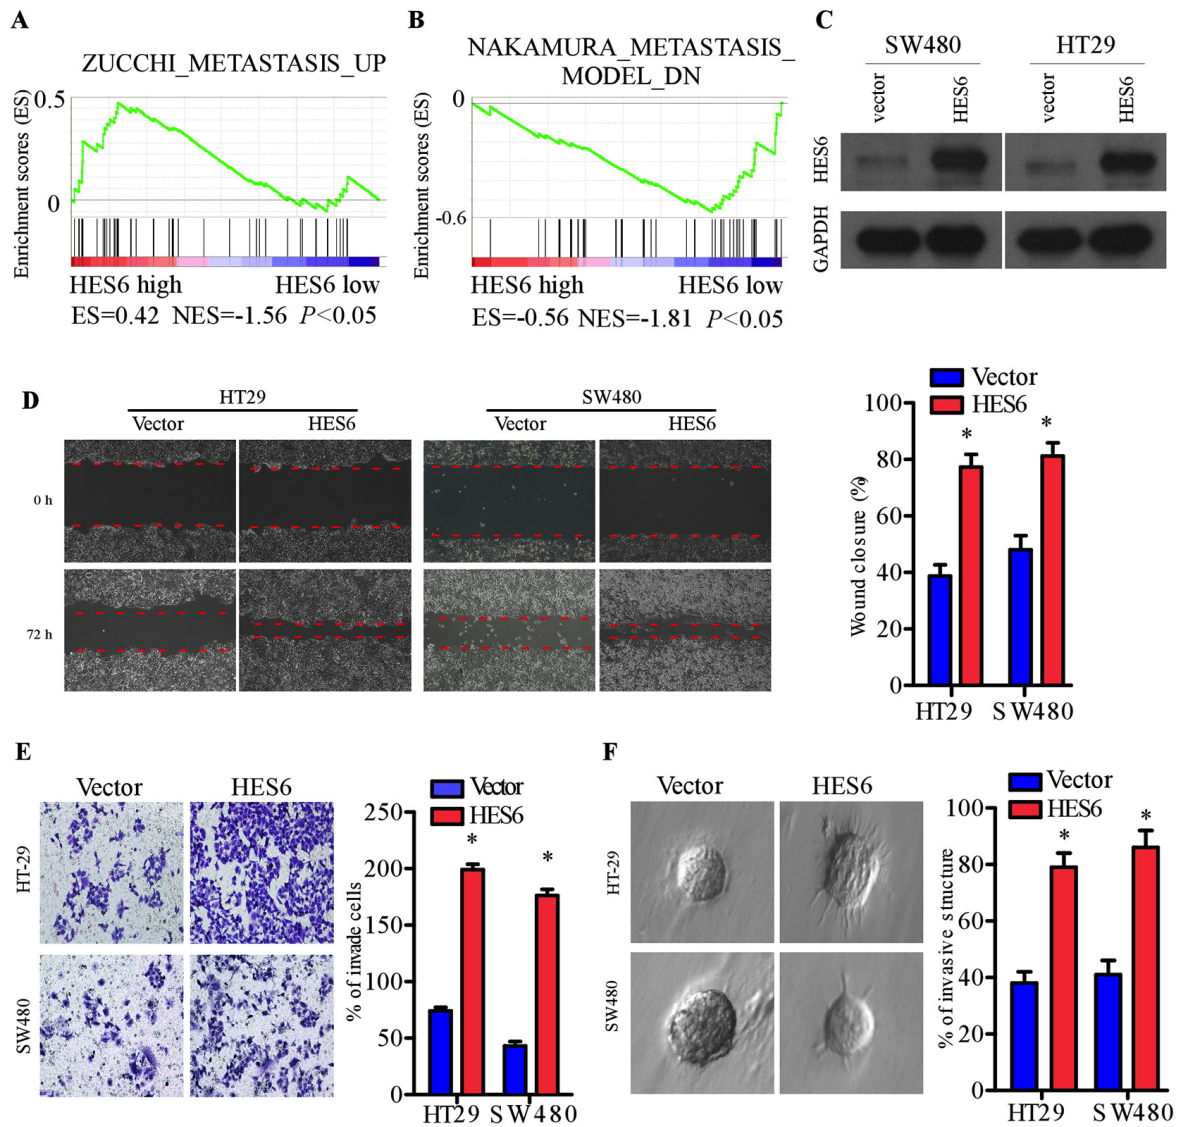 A
ZUCCHI_METASTASIS_UP
Enrichment scores (ES)
0.5
0
HES6 high
HES6 low
ES=0.42 NES=-1.56 P<0.05
B
NAKAMURA_METASTASIS_
MODEL_DN
Enrichment scores (ES)
0
-0.6
HES6 high
HES6 low
ES=-0.56 NES=-1.81 P<0.05
C
SW480
HT29
vector
HES6
vector
HES6
HES6
GAPDH
D
HT29
SW480
Vector
HES6
Vector
HES6
0 h
72 h
Vector
HES6
Wound closure (%)
100
80
60
40
20
0
*
*
HT29
SW480
E
Vector
HES6
HT-29
SW480
Vector
HES6
% of invade cells
250
200
150
100
50
0
*
*
HT29
SW480
F
Vector
HES6
HT-29
SW480
Vector
HES6
% of invasive structure
100
80
60
40
20
0
*
*
HT29
SW480